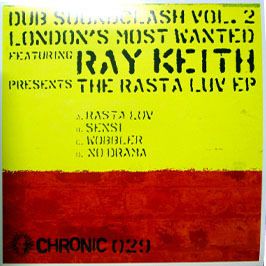 DUB SOUNDCLASH VOL. 2
LONDON'S MOST WANTED
FEATURING RAY KEITH
PRESENTS THE RASTA LUV EP
A. RASTA LUV
B. SENSI
C. WOBBLER
D. NO DRAMA
CHRONIC 029